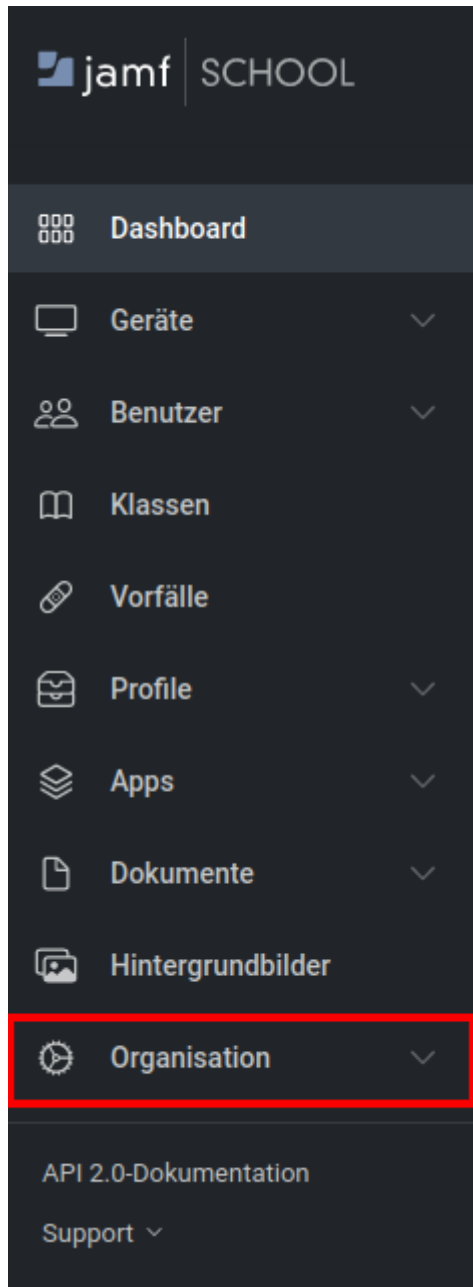 jamf SCHOOL
Dashboard
Geräte
Benutzer
Klassen
Vorfälle
Profile
Apps
Dokumente
Hintergrundbilder
Organisation
API 2.0-Dokumentation
Support